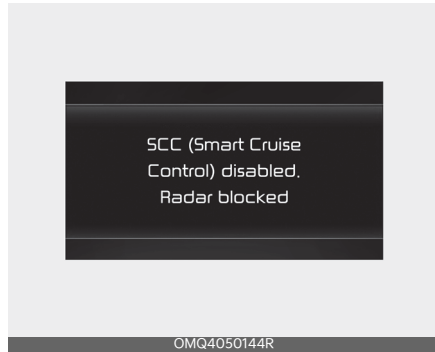 SCC (Smart Cruise
Control) disabled.
Radar blocked
OMQ4050144R